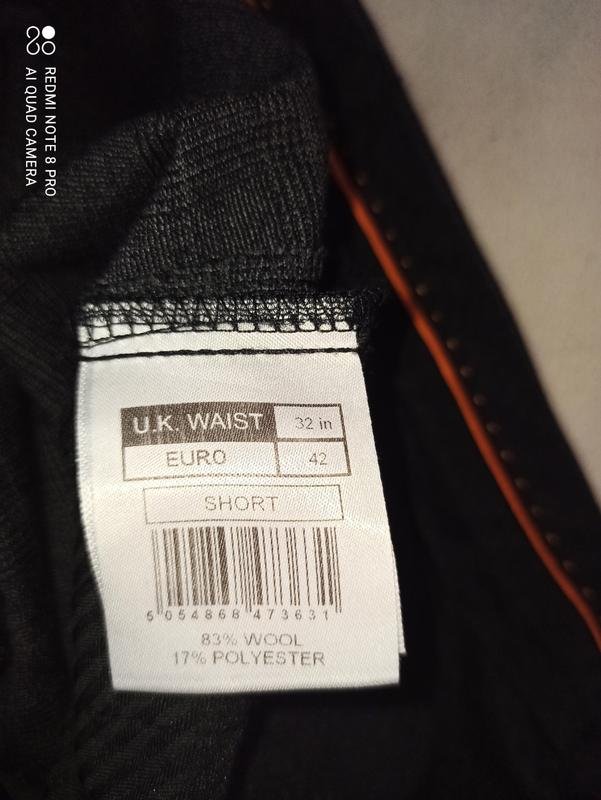 REDMI NOTE 8 PRO
AI QUAD CAMERA
U.K. WAIST 32 in
EURO 42
SHORT
5 054868 473631
83% WOOL
17% POLYESTER